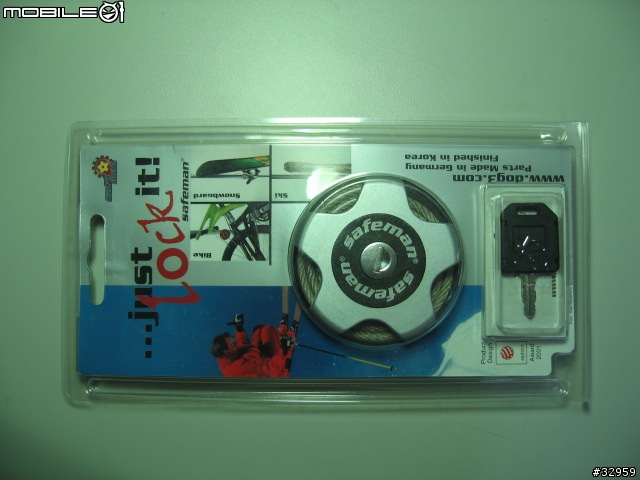 MOBILE01
...just
Lock
it!
safeman®
Snowboard
Ski
Bike
Parts Made in Germany
Finished in Korea
www.dog3.com
safeman®
safeman®
2001
#32959